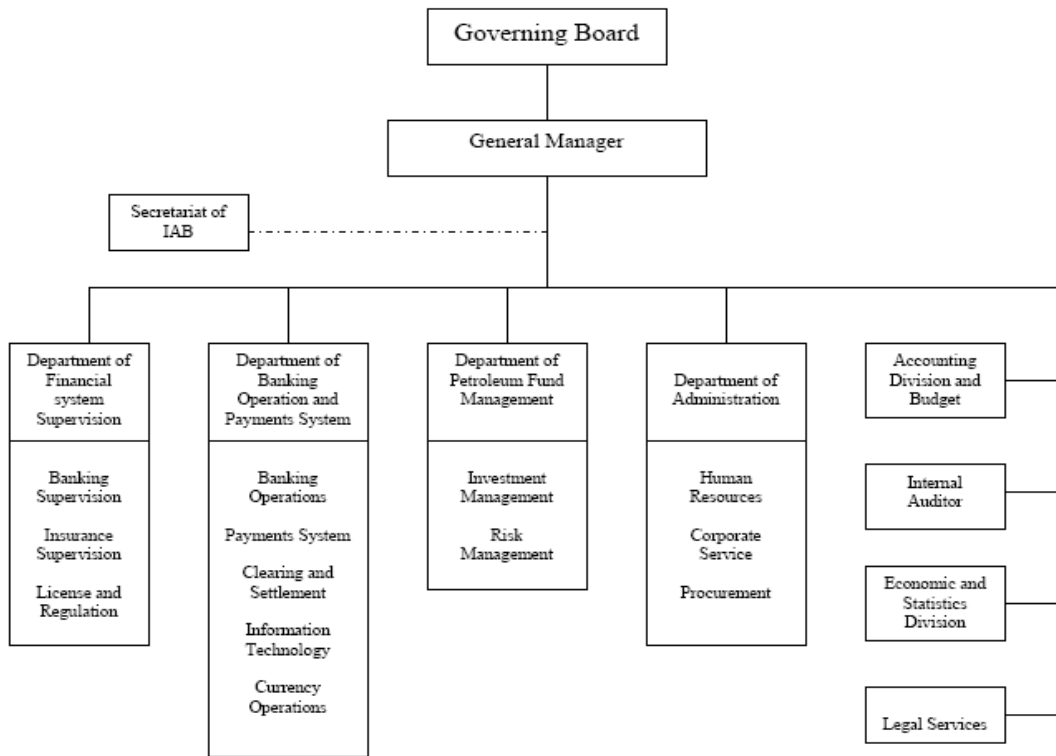 Governing Board
General Manager
Secretariat of
IAB
Department of
Financial
system
Supervision
Banking
Supervision
Insurance
Supervision
License and
Regulation
Department of
Banking
Operation and
Payments System
Banking
Operations
Payments System
Clearing and
Settlement
Information
Technology
Currency
Operations
Department of
Petroleum Fund
Management
Investment
Management
Risk
Management
Department of
Administration
Human
Resources
Corporate
Service
Procurement
Accounting
Division and
Budget
Internal
Auditor
Economic and
Statistics
Division
Legal Services